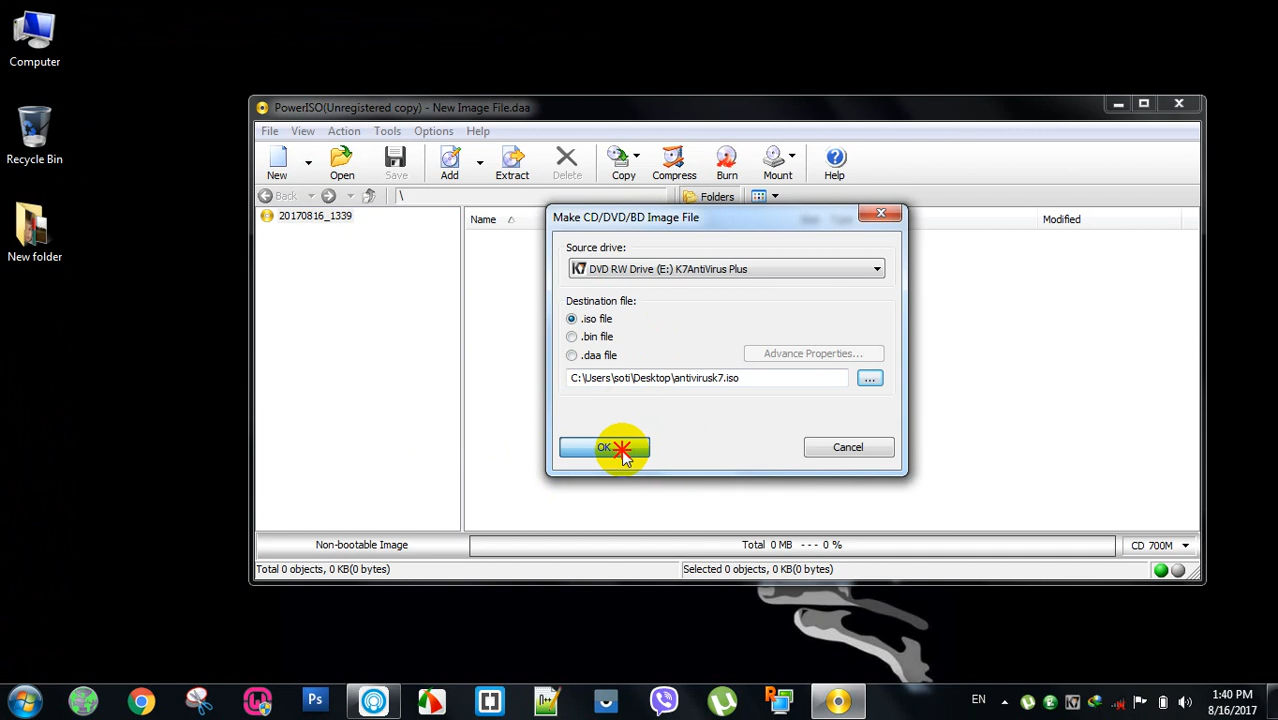 Computer
Recycle Bin
New folder
PowerISO(Unregistered copy) - New Image File.daa
File View Action Tools Options Help
New Open Save Add Extract Delete Copy Compress Burn Mount Help
Back \ Folders
20170816_1339
Name Modified
Make CD/DVD/BD Image File
Source drive:
K7 DVD RW Drive (E:) K7AntiVirus Plus
Destination file:
.iso file
.bin file
.daa file
Advance Properties...
C:\Users\soti\Desktop\antivirusk7.iso
...
OK Cancel
Non-bootable Image Total 0 MB --- 0 % CD 700M
Total 0 objects, 0 KB(0 bytes) Selected 0 objects, 0 KB(0 bytes)
Ps
EN
1:40 PM
8/16/2017